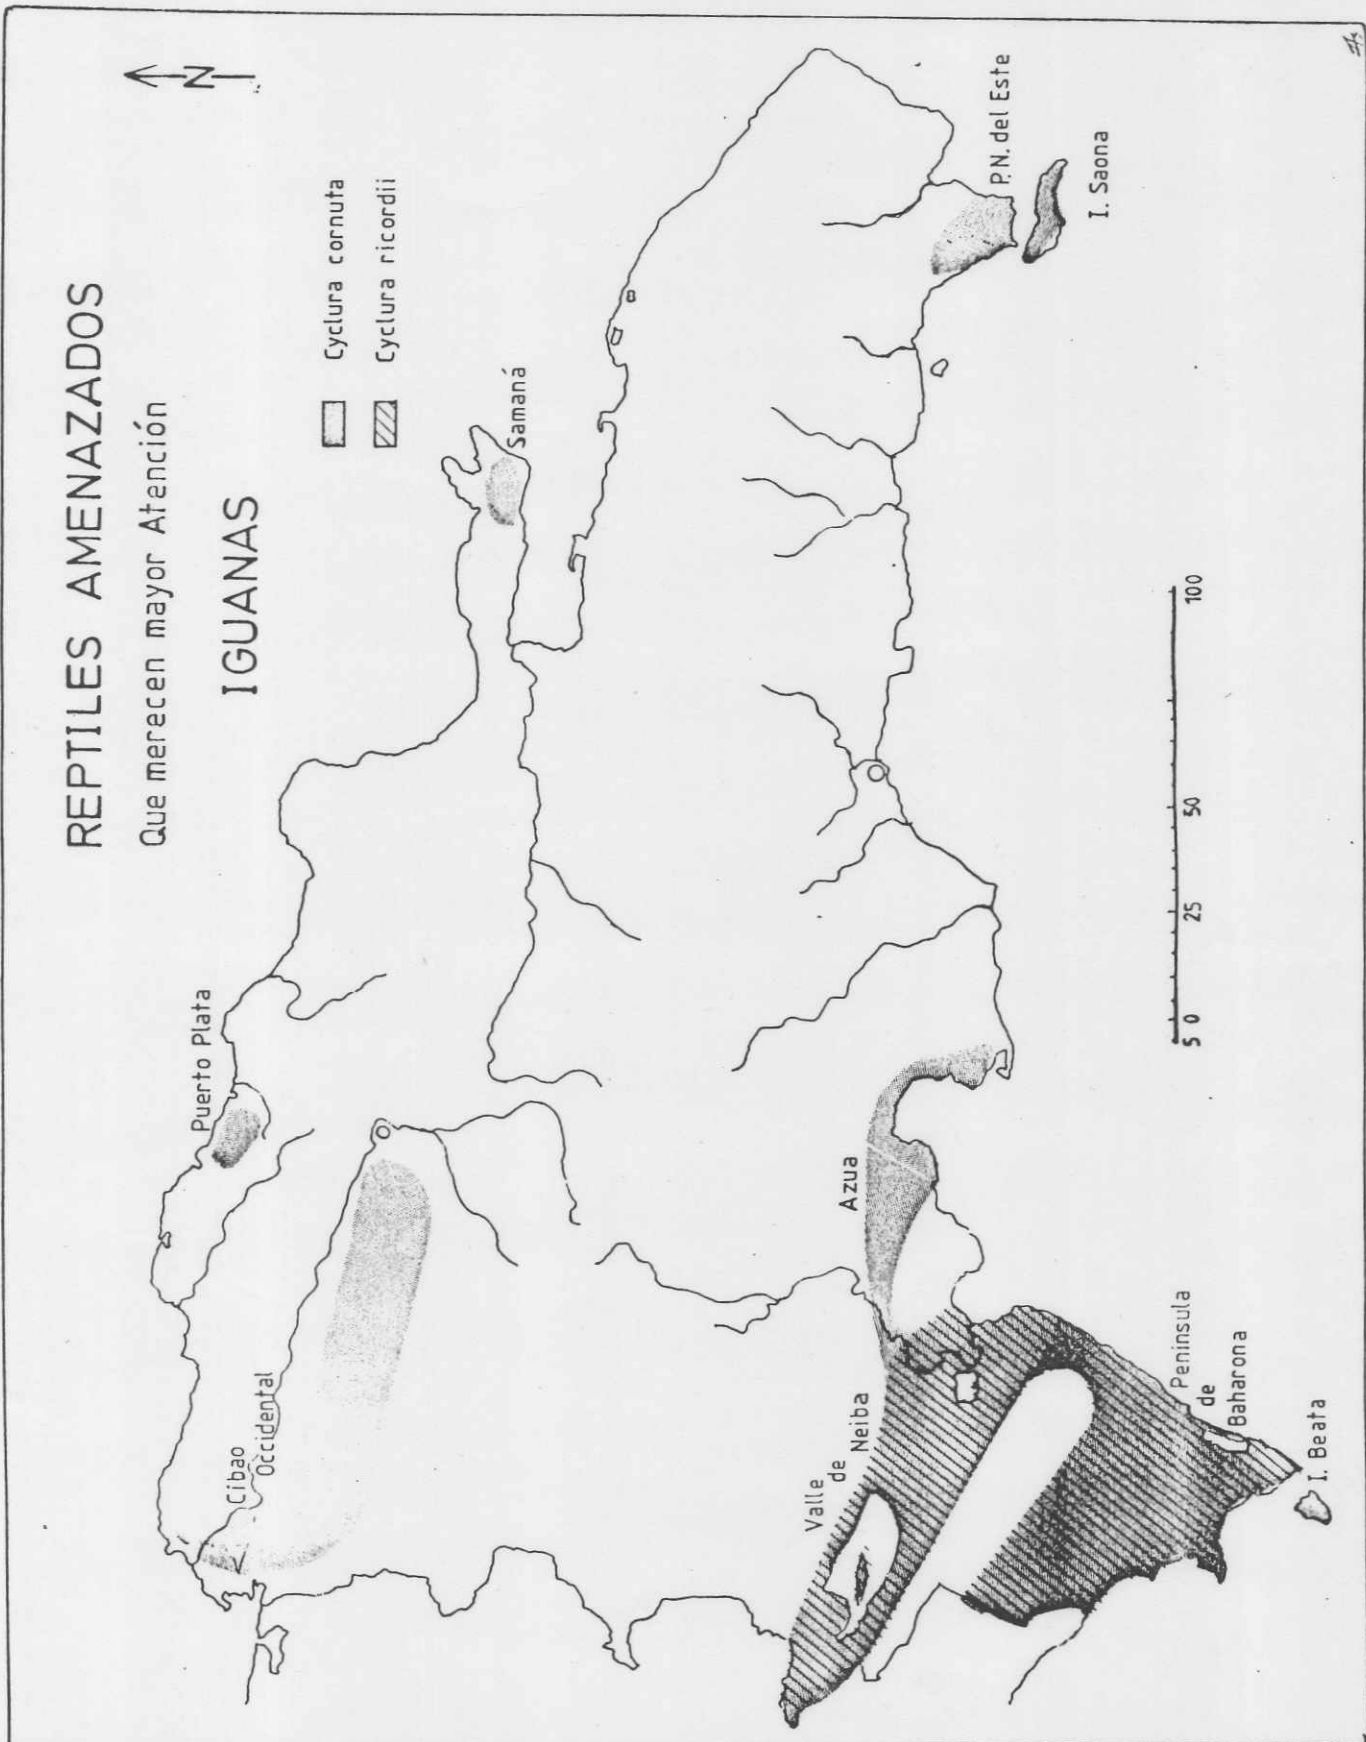 REPTILES AMENAZADOS
Que merecen mayor Atención
IGUANAS
N
Cyclura cornuta
Cyclura ricordii
Puerto Plata
Samaná
Cibao
Occidental
P.N. del Este
I. Saona
Azua
Valle
de
Neiba
Peninsula
de
Baharona
I. Beata
5 0 25 50 100